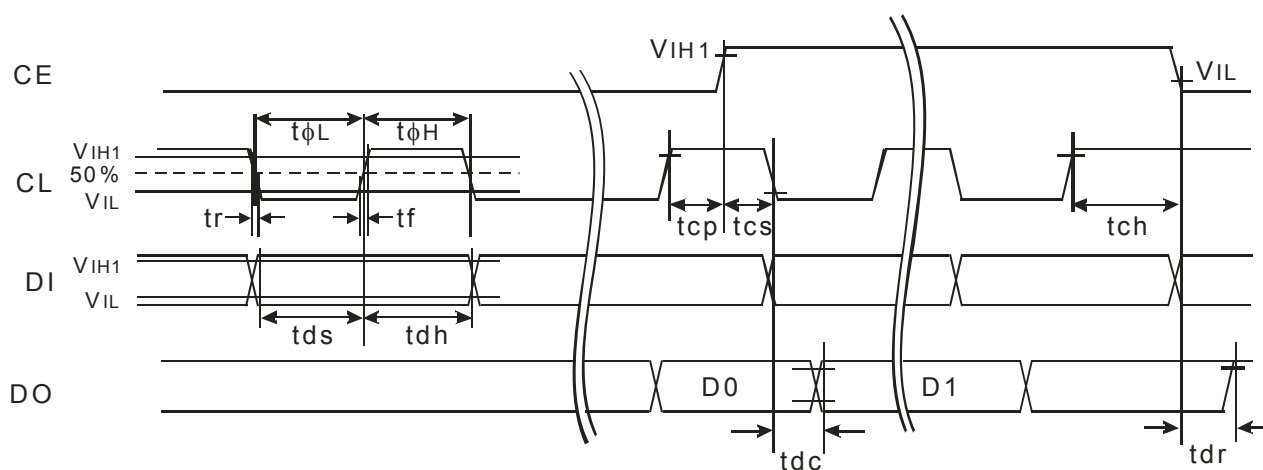 VIH1
CE
VIL
tϕL tϕH
VIH1
50%
CL
VIL
tr tf
tcp tcs
tch
VIH1
DI
VIL
tds tdh
DO
D0
D1
tdc
tdr